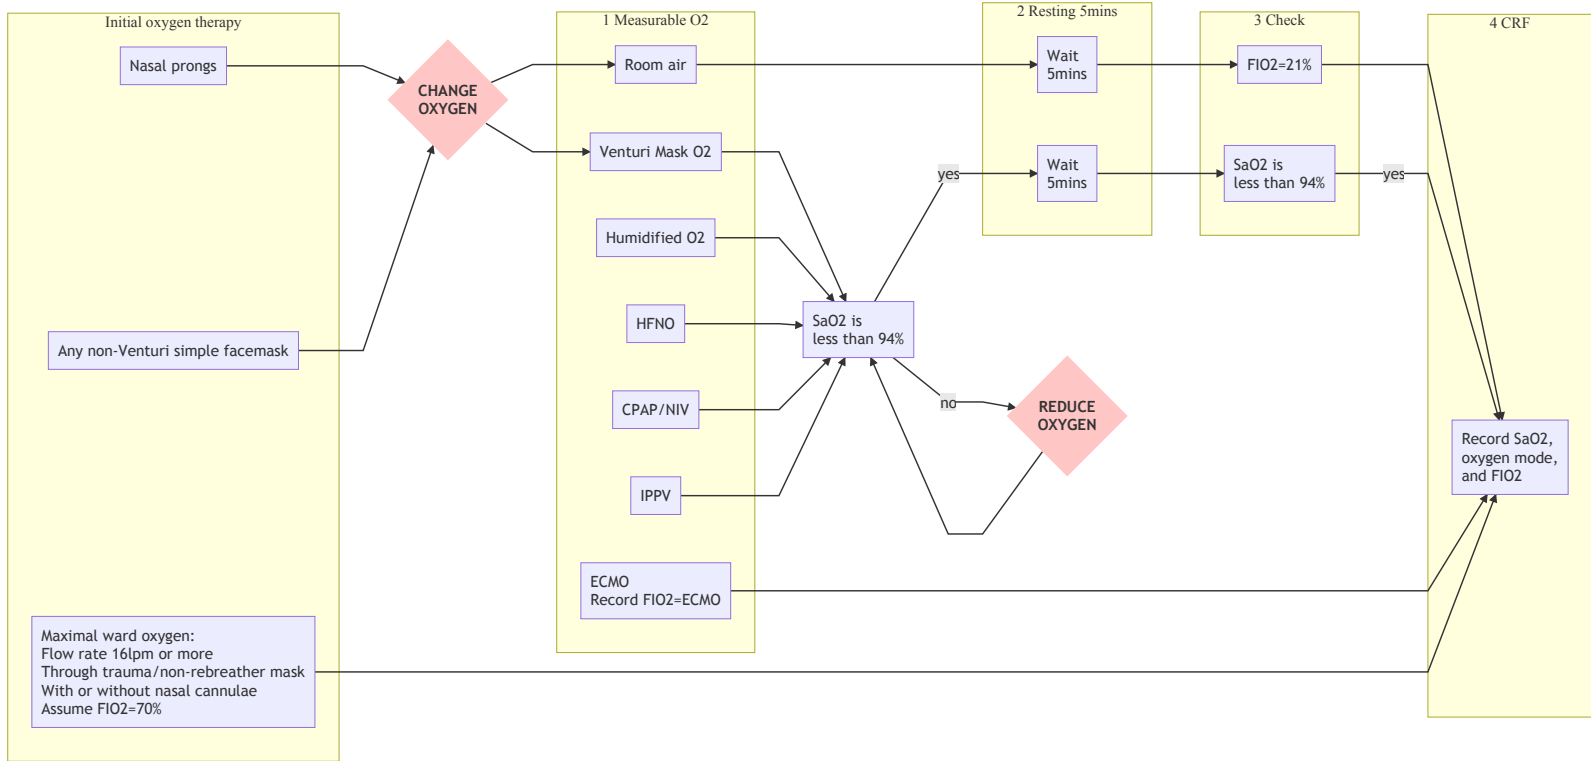 Initial oxygen therapy
Nasal prongs
Any non-Venturi simple facemask
Maximal ward oxygen:
Flow rate 16lpm or more
Through trauma/non-rebreather mask
With or without nasal cannulae
Assume FIO2=70%
CHANGE
OXYGEN
1 Measurable O2
Room air
Venturi Mask O2
Humidified O2
HFNO
CPAP/NIV
IPPV
ECMO
Record FIO2=ECMO
SaO2 is
less than 94%
yes
no
REDUCE
OXYGEN
2 Resting 5mins
Wait
5mins
Wait
5mins
3 Check
FIO2=21%
SaO2 is
less than 94%
yes
4 CRF
Record SaO2,
oxygen mode,
and FIO2